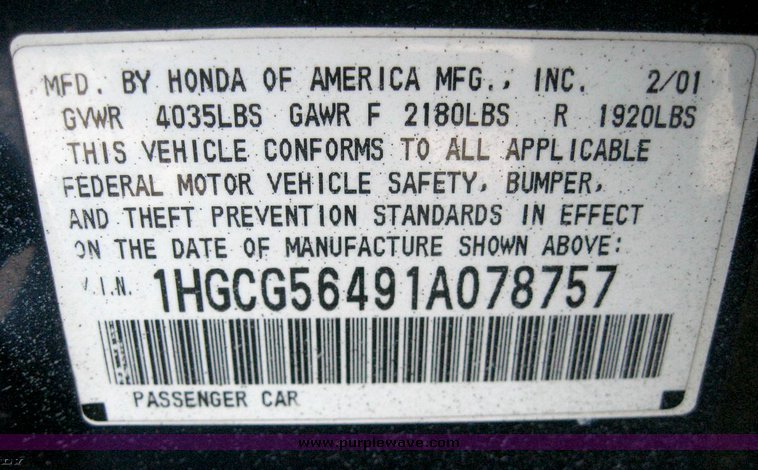 MFD. BY HONDA OF AMERICA MFG., INC. 2/01
GVWR 4035LBS GAWR F 2180LBS R 1920LBS
THIS VEHICLE CONFORMS TO ALL APPLICABLE
FEDERAL MOTOR VEHICLE SAFETY, BUMPER,
AND THEFT PREVENTION STANDARDS IN EFFECT
ON THE DATE OF MANUFACTURE SHOWN ABOVE:
V.I.N. 1HGCG56491A078757
PASSENGER CAR
www.purplewave.com